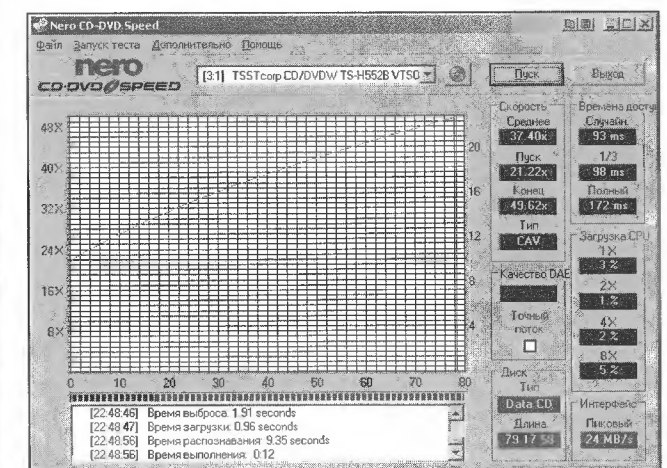 Nero CD-DVD Speed
Файл Запуск теста Дополнительно Помощь
nero
CD·DVD SPEED
[3:1] TSSTcorp CD/DVDW TS-H552B VTS0
Пуск
Выход
48X
40X
32X
24X
16X
8X
20
16
12
8
4
0 10 20 30 40 50 60 70 80
Скорость
Среднее
37.40x
Пуск
21.22x
Конец
49.62x
Тип
CAV
Времена доступ
Случайн.
93 ms
1/3
98 ms
Полный
172 ms
Качество DAE
Точный
поток
Загрузка CPU
1X
3 %
2X
1 %
4X
2 %
8X
5 %
Диск
Тип
Data CD
Длина
79:17.58
Интерфейс
Пиковый
24 MB/s
[22:48:46] Время выброса: 1.91 seconds
[22:48:47] Время загрузки: 0.96 seconds
[22:48:56] Время распознавания: 9.35 seconds
[22:48:56] Время выполнения: 0:12